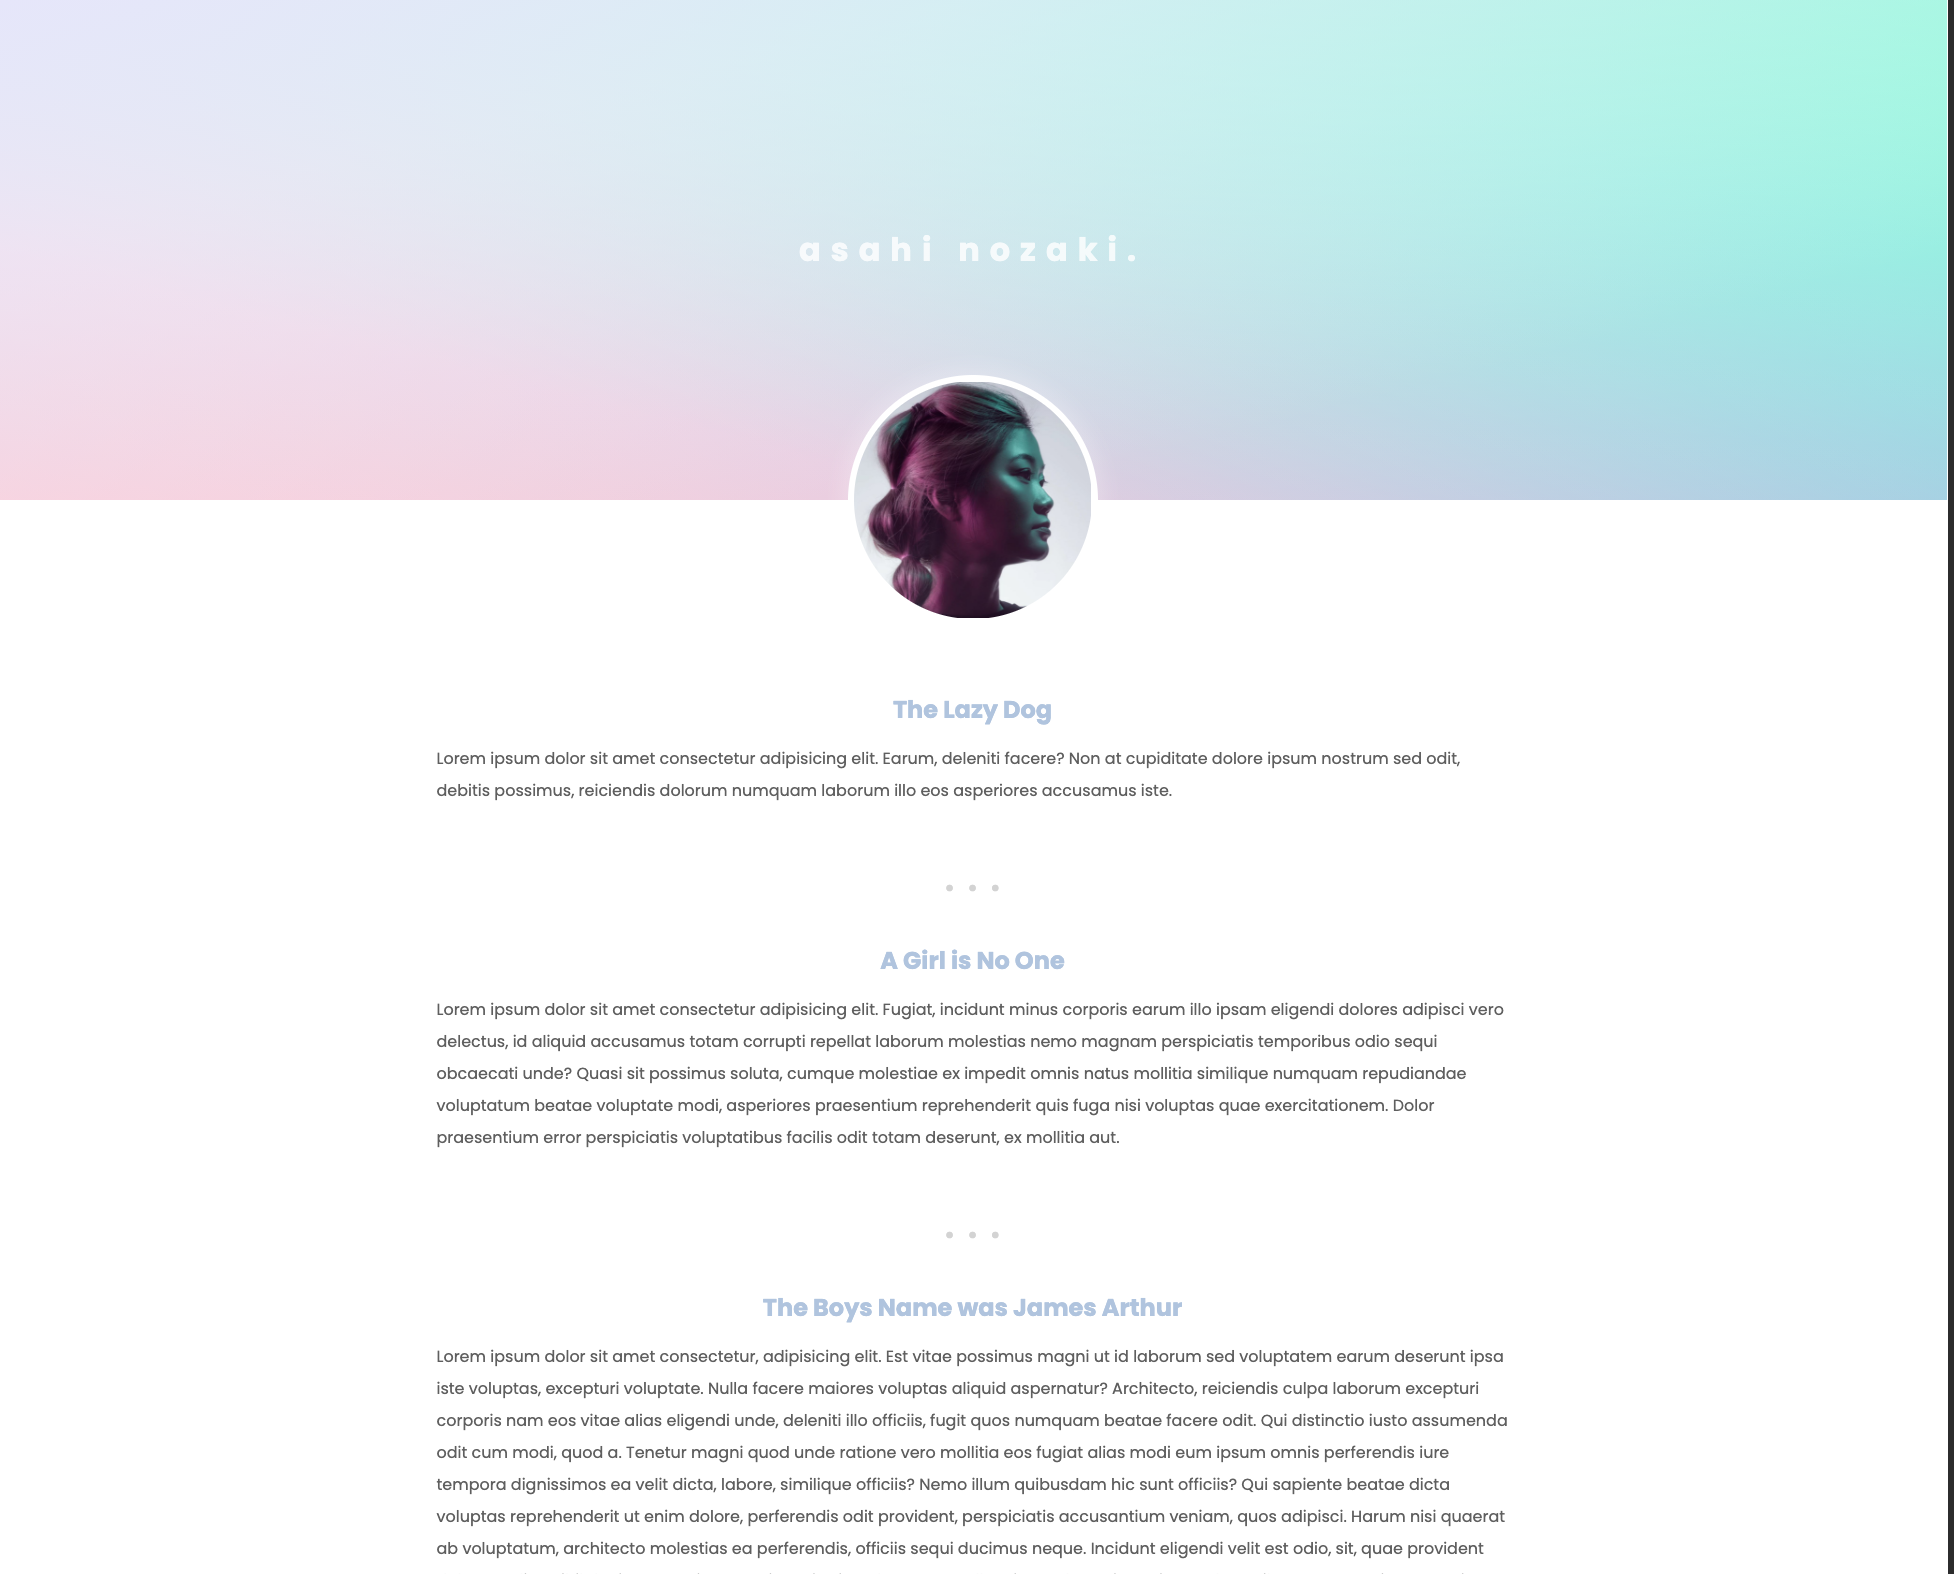 asahi nozaki.
The Lazy Dog
Lorem ipsum dolor sit amet consectetur adipisicing elit. Earum, deleniti facere? Non at cupiditate dolore ipsum nostrum sed odit,
debitis possimus, reiciendis dolorum numquam laborum illo eos asperiores accusamus iste.
A Girl is No One
Lorem ipsum dolor sit amet consectetur adipisicing elit. Fugiat, incidunt minus corporis earum illo ipsam eligendi dolores adipisci vero
delectus, id aliquid accusamus totam corrupti repellat laborum molestias nemo magnam perspiciatis temporibus odio sequi
obcaecati unde? Quasi sit possimus soluta, cumque molestiae ex impedit omnis natus mollitia similique numquam repudiandae
voluptatum beatae voluptate modi, asperiores praesentium reprehenderit quis fuga nisi voluptas quae exercitationem. Dolor
praesentium error perspiciatis voluptatibus facilis odit totam deserunt, ex mollitia aut.
The Boys Name was James Arthur
Lorem ipsum dolor sit amet consectetur, adipisicing elit. Est vitae possimus magni ut id laborum sed voluptatem earum deserunt ipsa
iste voluptas, excepturi voluptate. Nulla facere maiores voluptas aliquid aspernatur? Architecto, reiciendis culpa laborum excepturi
corporis nam eos vitae alias eligendi unde, deleniti illo officiis, fugit quos numquam beatae facere odit. Qui distinctio iusto assumenda
odit cum modi, quod a. Tenetur magni quod unde ratione vero mollitia eos fugiat alias modi eum ipsum omnis perferendis iure
tempora dignissimos ea velit dicta, labore, similique officiis? Nemo illum quibusdam hic sunt officiis? Qui sapiente beatae dicta
voluptas reprehenderit ut enim dolore, perferendis odit provident, perspiciatis accusantium veniam, quos adipisci. Harum nisi quaerat
ab voluptatum, architecto molestias ea perferendis, officiis sequi ducimus neque. Incidunt eligendi velit est odio, sit, quae provident